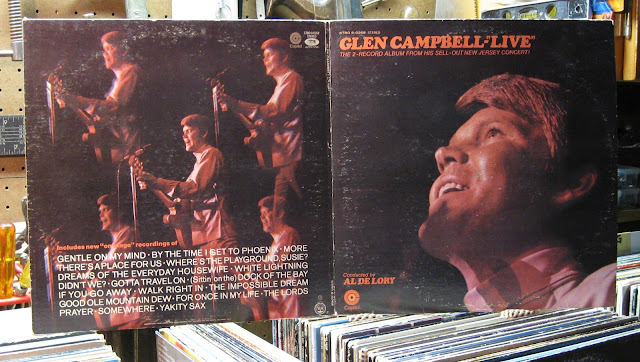 Capitol
Includes new "on stage" recordings of
GENTLE ON MY MIND · BY THE TIME I GET TO PHOENIX · MORE
THERE'S A PLACE FOR US · WHERE'S THE PLAYGROUND, SUSIE?
DREAMS OF THE EVERYDAY HOUSEWIFE · WHITE LIGHTNING
DIDN'T WE? · GOTTA TRAVEL ON · (Sittin' on the) DOCK OF THE BAY
IF YOU GO AWAY · WALK RIGHT IN · THE IMPOSSIBLE DREAM
GOOD OLE MOUNTAIN DEW · FOR ONCE IN MY LIFE · THE LORDS
PRAYER · SOMEWHERE · YAKITY SAX
STEREO
GLEN CAMPBELL-"LIVE"
THE 2-RECORD ALBUM FROM HIS SELL-OUT NEW JERSEY CONCERT!
Conducted by
AL DE LORY
Capitol